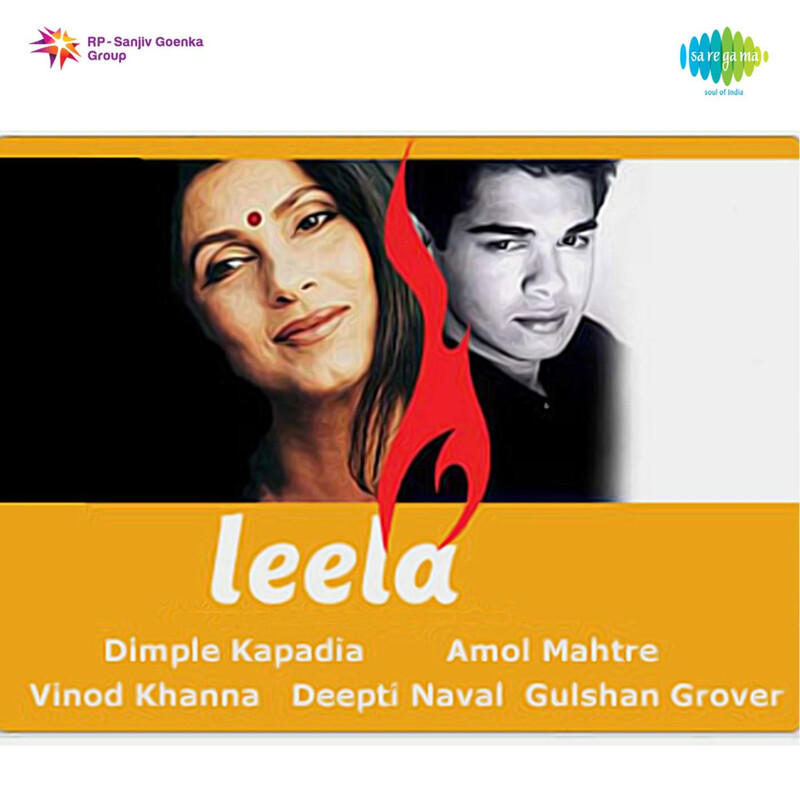 RP-Sanjiv Goenka
Group
sa re ga ma
soul of India
leela
Dimple Kapadia Amol Mahtre
Vinod Khanna Deepti Naval Gulshan Grover